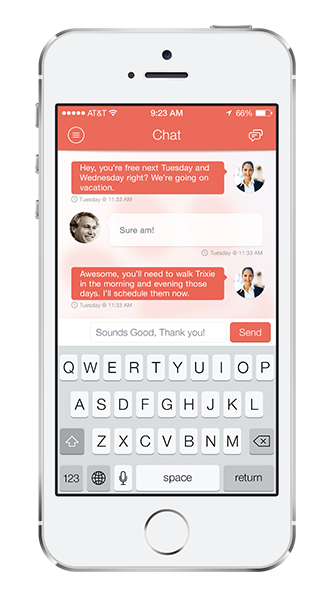 AT&T 9:23 AM 66%
Chat
Hey, you're free next Tuesday and
Wednesday right? We're going on
vacation.
Tuesday @ 11:33 AM
Sure am!
Tuesday @ 11:33 AM
Awesome, you'll need to walk Trixie
in the morning and evening those
days. I'll schedule them now.
Tuesday @ 11:33 AM
Sounds Good, Thank you! Send
Q W E R T Y U I O P
A S D F G H J K L
Z X C V B N M
123 space return